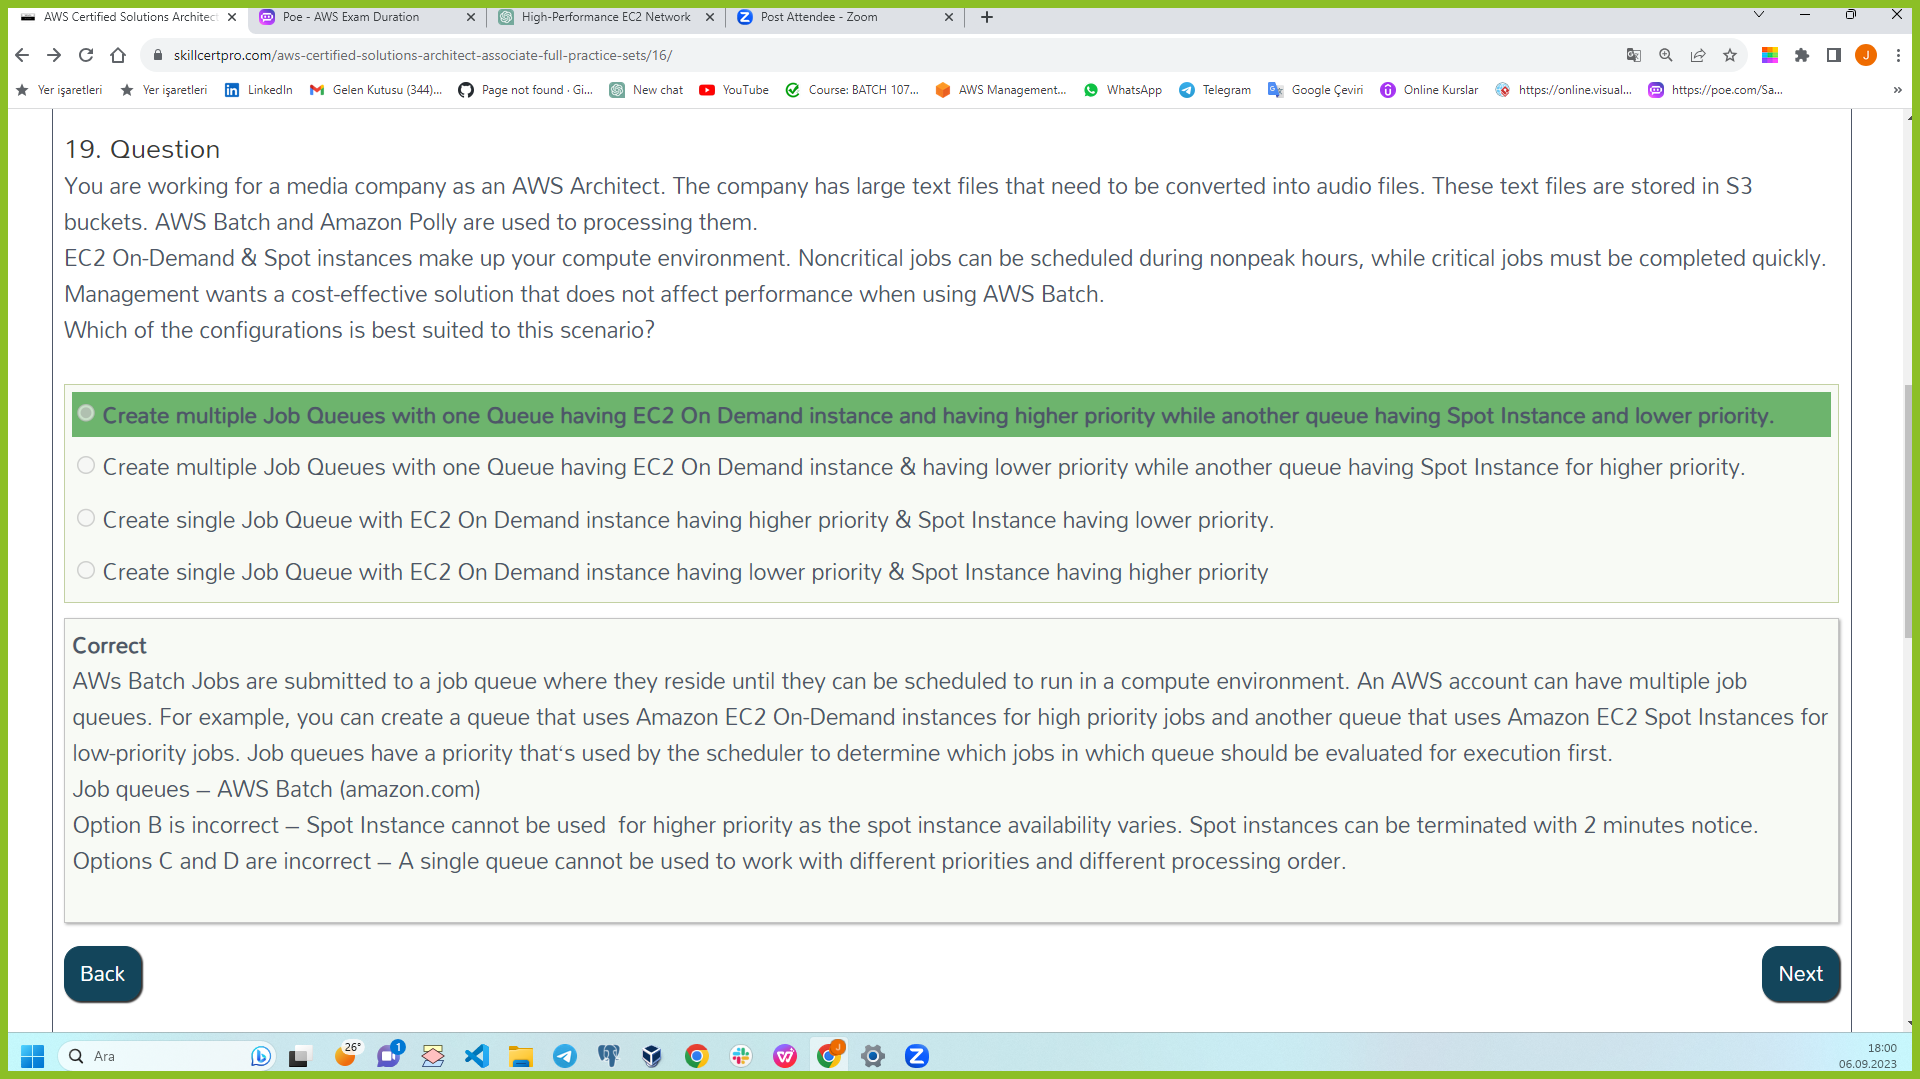 AWS Certified Solutions Architect
Poe - AWS Exam Duration
High-Performance EC2 Network
Post Attendee - Zoom
skillcertpro.com/aws-certified-solutions-architect-associate-full-practice-sets/16/
J
Yer işaretleri
Yer işaretleri
LinkedIn
Gelen Kutusu (344)...
Page not found · Gi...
New chat
YouTube
Course: BATCH 107...
AWS Management...
WhatsApp
Telegram
Google Çeviri
Online Kurslar
https://online.visual...
https://poe.com/Sa...
»
19. Question
You are working for a media company as an AWS Architect. The company has large text files that need to be converted into audio files. These text files are stored in S3
buckets. AWS Batch and Amazon Polly are used to processing them.
EC2 On-Demand & Spot instances make up your compute environment. Noncritical jobs can be scheduled during nonpeak hours, while critical jobs must be completed quickly.
Management wants a cost-effective solution that does not affect performance when using AWS Batch.
Which of the configurations is best suited to this scenario?
Create multiple Job Queues with one Queue having EC2 On Demand instance and having higher priority while another queue having Spot Instance and lower priority.
Create multiple Job Queues with one Queue having EC2 On Demand instance & having lower priority while another queue having Spot Instance for higher priority.
Create single Job Queue with EC2 On Demand instance having higher priority & Spot Instance having lower priority.
Create single Job Queue with EC2 On Demand instance having lower priority & Spot Instance having higher priority
Correct
AWs Batch Jobs are submitted to a job queue where they reside until they can be scheduled to run in a compute environment. An AWS account can have multiple job
queues. For example, you can create a queue that uses Amazon EC2 On-Demand instances for high priority jobs and another queue that uses Amazon EC2 Spot Instances for
low-priority jobs. Job queues have a priority that‘s used by the scheduler to determine which jobs in which queue should be evaluated for execution first.
Job queues – AWS Batch (amazon.com)
Option B is incorrect – Spot Instance cannot be used  for higher priority as the spot instance availability varies. Spot instances can be terminated with 2 minutes notice.
Options C and D are incorrect – A single queue cannot be used to work with different priorities and different processing order.
Back
Next
Ara
26°
1
J
18:00
06.09.2023